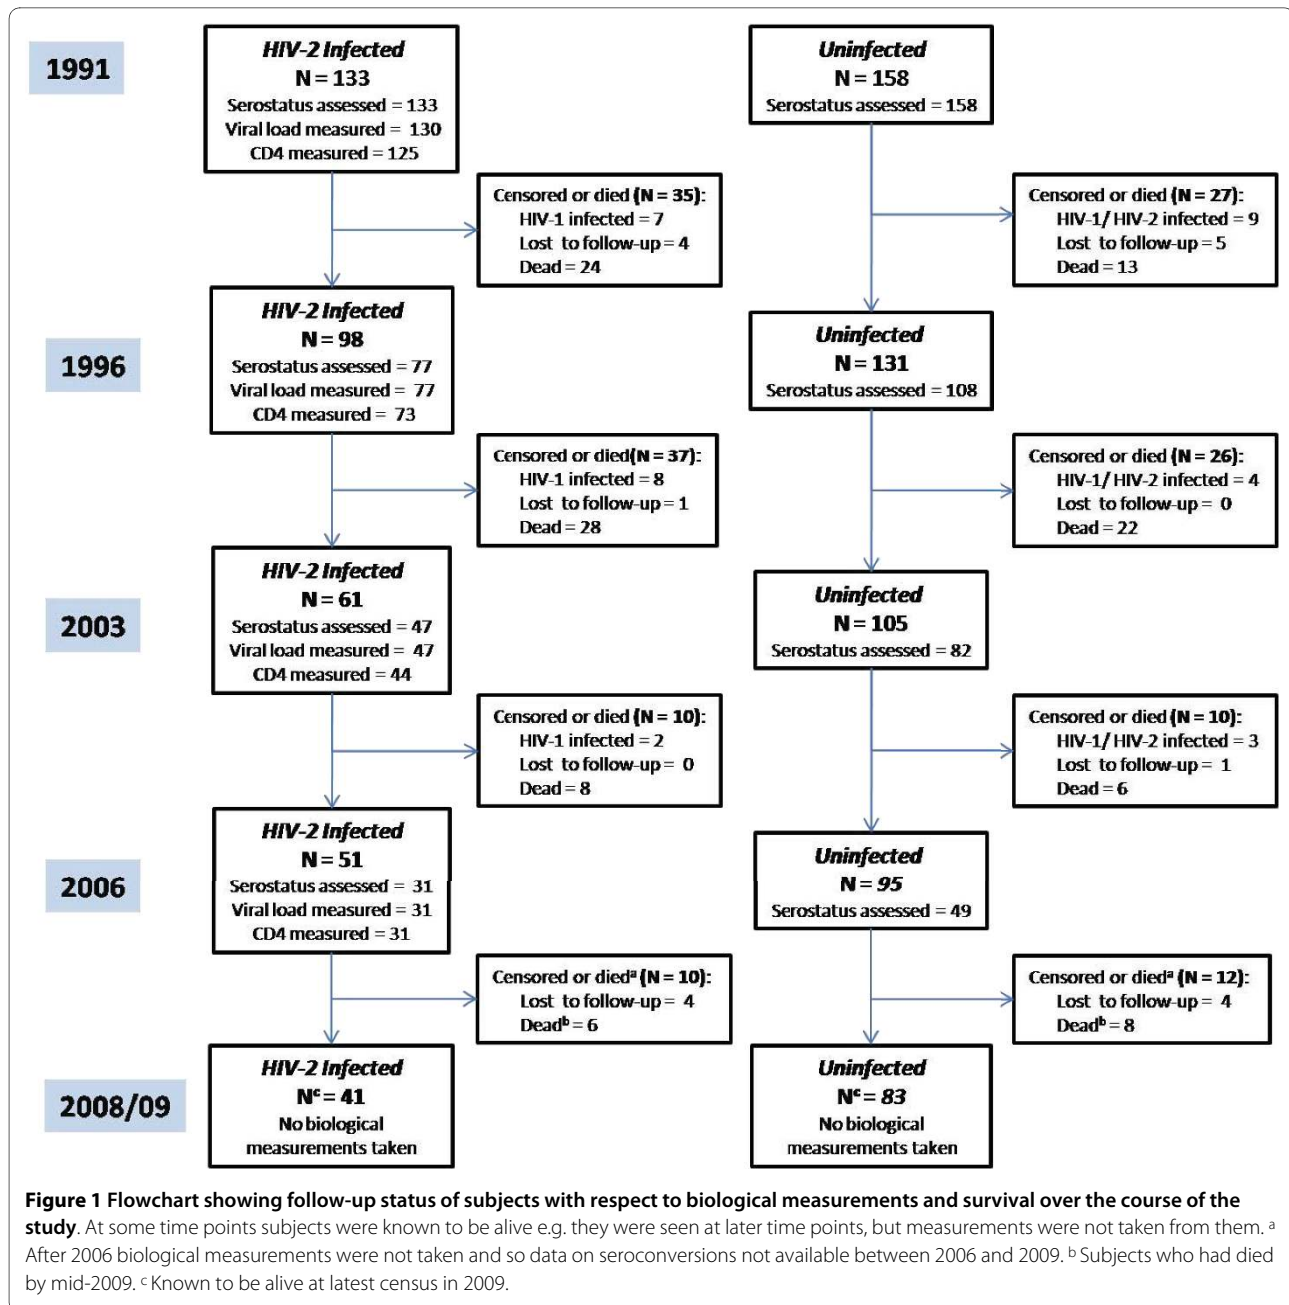 1991
HIV-2 Infected
N = 133
Serostatus assessed = 133
Viral load measured = 130
CD4 measured = 125
Uninfected
N = 158
Serostatus assessed = 158
Censored or died (N = 35):
HIV-1 infected = 7
Lost to follow-up = 4
Dead = 24
Censored or died (N = 27):
HIV-1/ HIV-2 infected = 9
Lost to follow-up = 5
Dead = 13
1996
HIV-2 Infected
N = 98
Serostatus assessed = 77
Viral load measured = 77
CD4 measured = 73
Uninfected
N = 131
Serostatus assessed = 108
Censored or died(N = 37):
HIV-1 infected = 8
Lost to follow-up = 1
Dead = 28
Censored or died (N = 26):
HIV-1/ HIV-2 infected = 4
Lost to follow-up = 0
Dead = 22
2003
HIV-2 Infected
N = 61
Serostatus assessed = 47
Viral load measured = 47
CD4 measured = 44
Uninfected
N = 105
Serostatus assessed = 82
Censored or died (N = 10):
HIV-1 infected = 2
Lost to follow-up = 0
Dead = 8
Censored or died (N = 10):
HIV-1/ HIV-2 infected = 3
Lost to follow-up = 1
Dead = 6
2006
HIV-2 Infected
N = 51
Serostatus assessed = 31
Viral load measured = 31
CD4 measured = 31
Uninfected
N = 95
Serostatus assessed = 49
Censored or diedª (N = 10):
Lost to follow-up = 4
Deadᵇ = 6
Censored or diedª (N = 12):
Lost to follow-up = 4
Deadᵇ = 8
2008/09
HIV-2 Infected
Nᶜ = 41
No biological
measurements taken
Uninfected
Nᶜ = 83
No biological
measurements taken
Figure 1 Flowchart showing follow-up status of subjects with respect to biological measurements and survival over the course of the
study. At some time points subjects were known to be alive e.g. they were seen at later time points, but measurements were not taken from them. ª
After 2006 biological measurements were not taken and so data on seroconversions not available between 2006 and 2009. ᵇ Subjects who had died
by mid-2009. ᶜ Known to be alive at latest census in 2009.